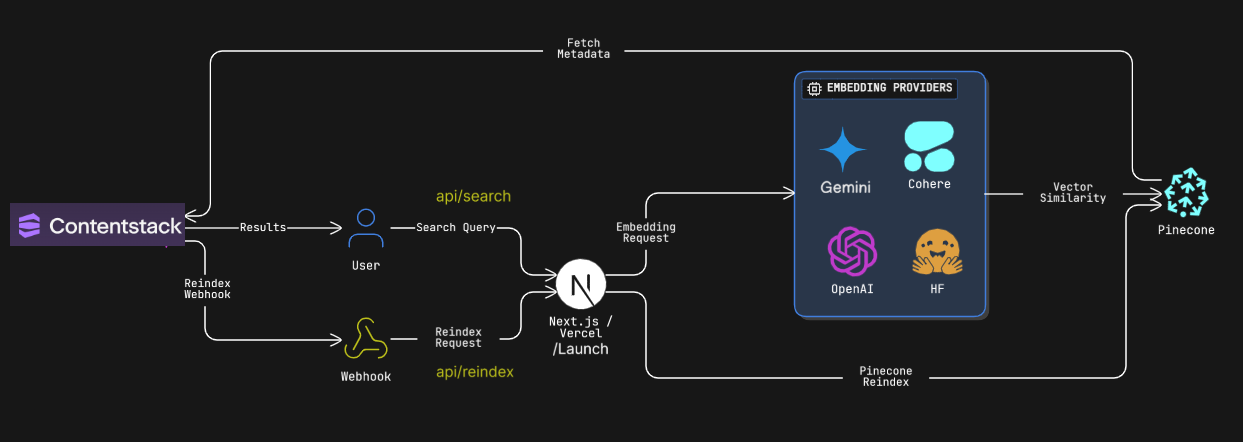 Fetch
Metadata
EMBEDDING PROVIDERS
Gemini
Cohere
OpenAI
HF
Vector
Similarity
Pinecone
api/search
Contentstack
Results
User
Search Query
Embedding
Request
Reindex
Webhook
Webhook
Reindex
Request
api/reindex
N
Next.js /
Vercel
/Launch
Pinecone
Reindex